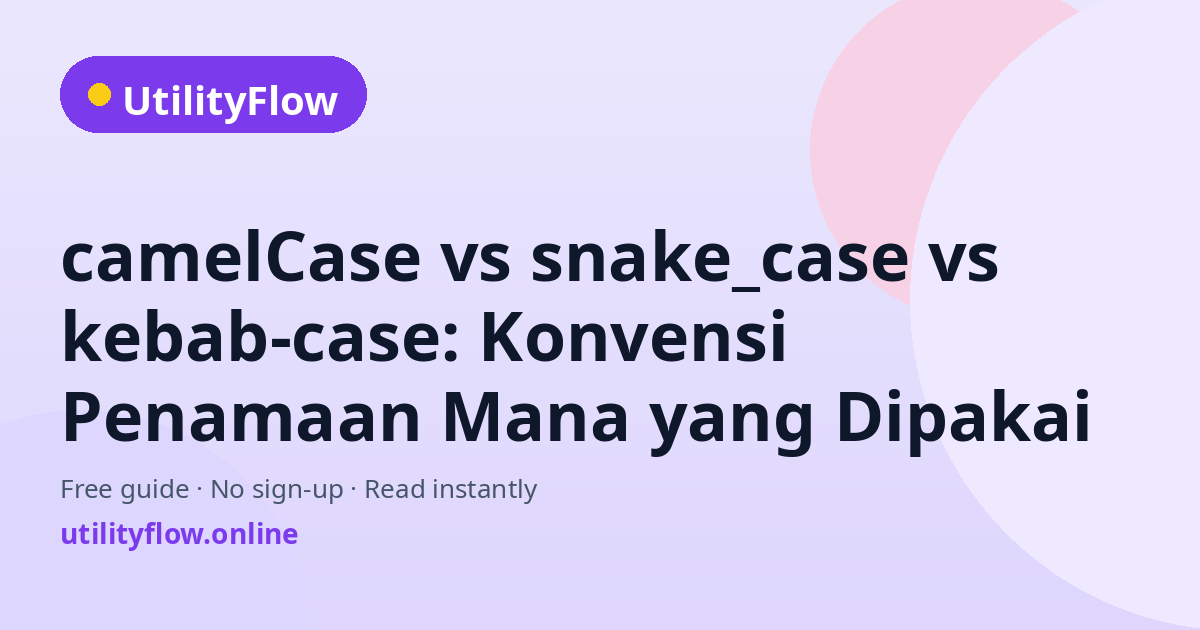 UtilityFlow
camelCase vs snake_case vs
kebab-case: Konvensi
Penamaan Mana yang Dipakai
Free guide · No sign-up · Read instantly
utilityflow.online